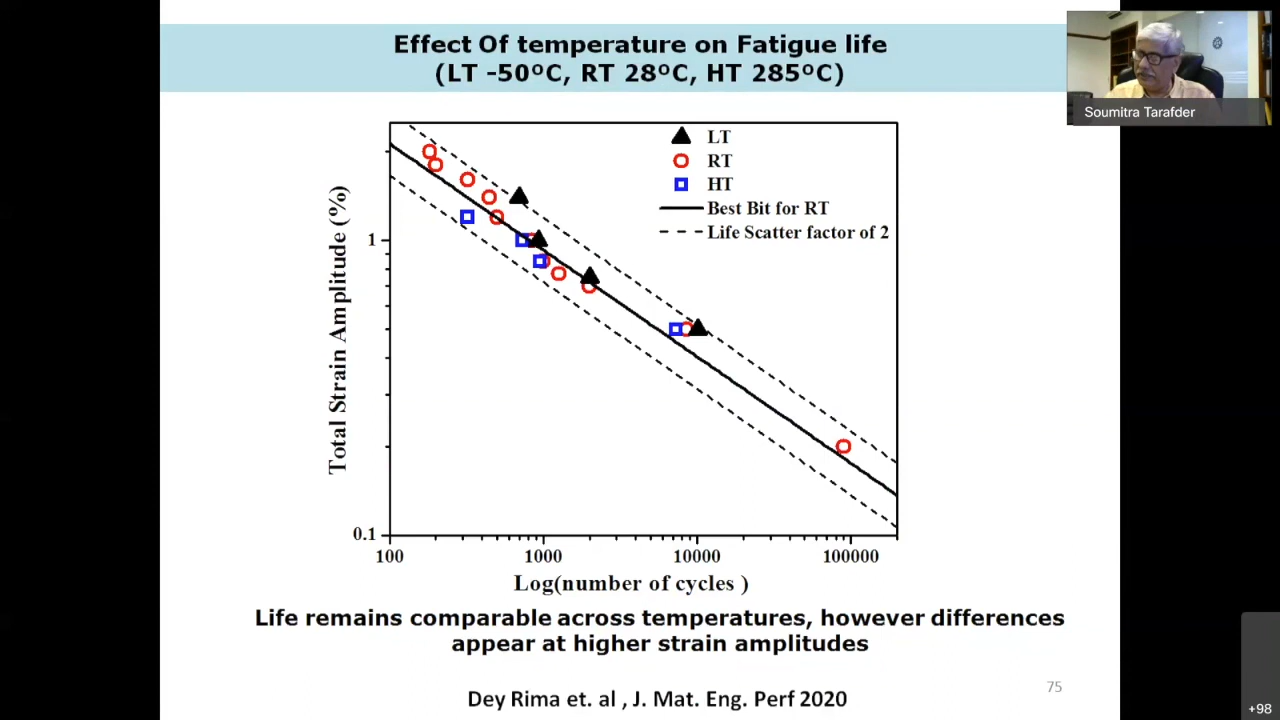 Effect Of temperature on Fatigue life
(LT -50ºC, RT 28ºC, HT 285ºC)
Soumitra Tarafder
LT
RT
HT
Best Bit for RT
Life Scatter factor of 2
Total Strain Amplitude (%)
1
0.1
100
1000
10000
100000
Log(number of cycles )
Life remains comparable across temperatures, however differences
appear at higher strain amplitudes
75
Dey Rima et. al , J. Mat. Eng. Perf 2020
+98